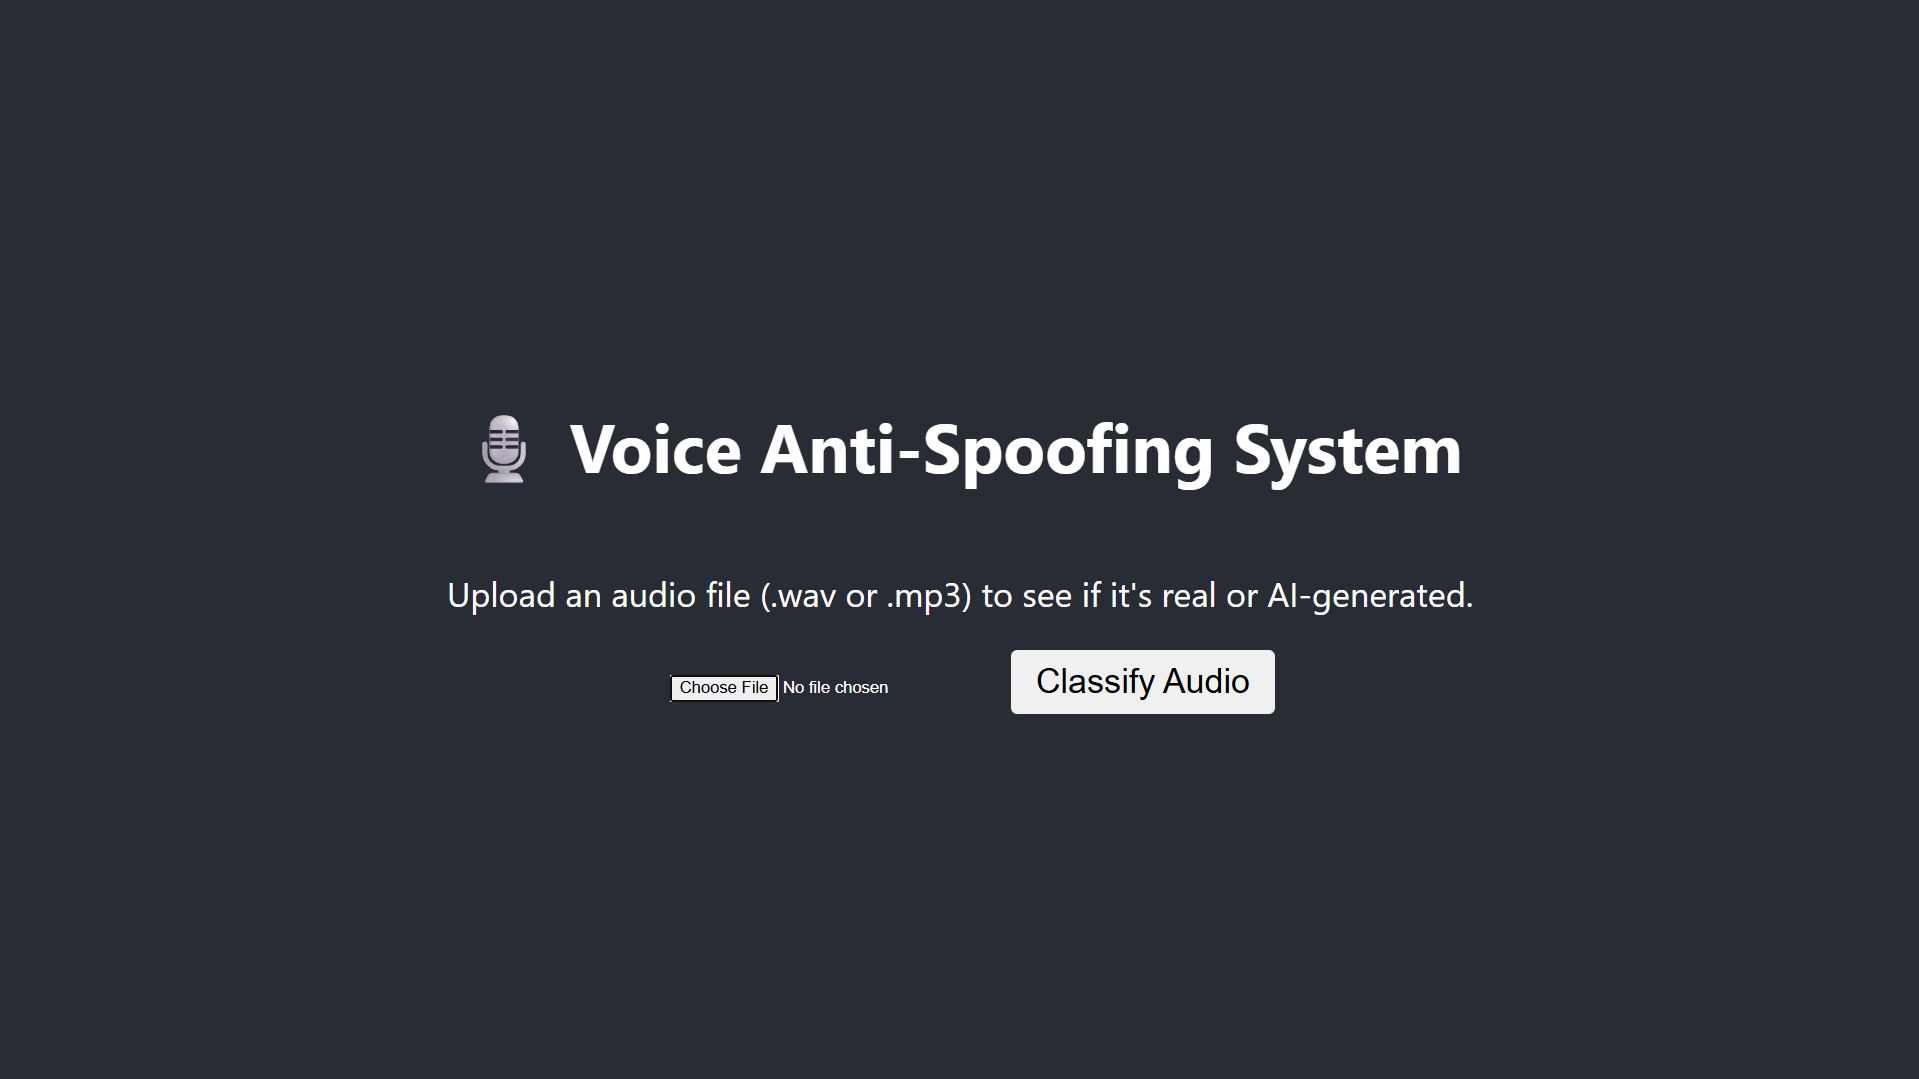 Voice Anti-Spoofing System
Upload an audio file (.wav or .mp3) to see if it's real or AI-generated.
Choose File No file chosen Classify Audio